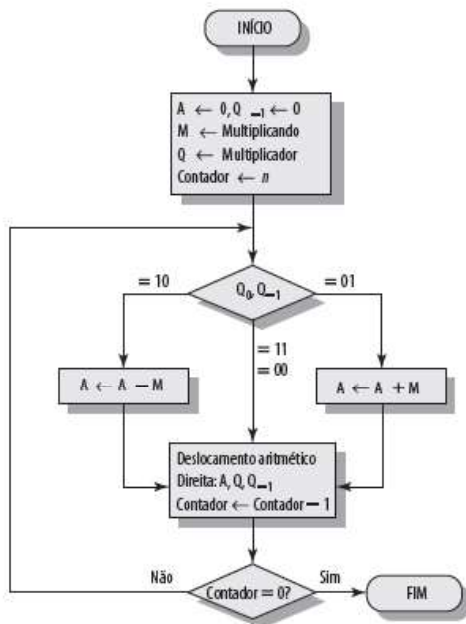 INÍCIO
A ← 0, Q₋₁ ← 0
M ← Multiplicando
Q ← Multiplicador
Contador ← n
= 10
Q₀, Q₋₁
= 01
= 11
= 00
A ← A − M
A ← A + M
Deslocamento aritmético
Direita: A, Q, Q₋₁
Contador ← Contador − 1
Não
Contador = 0?
Sim
FIM